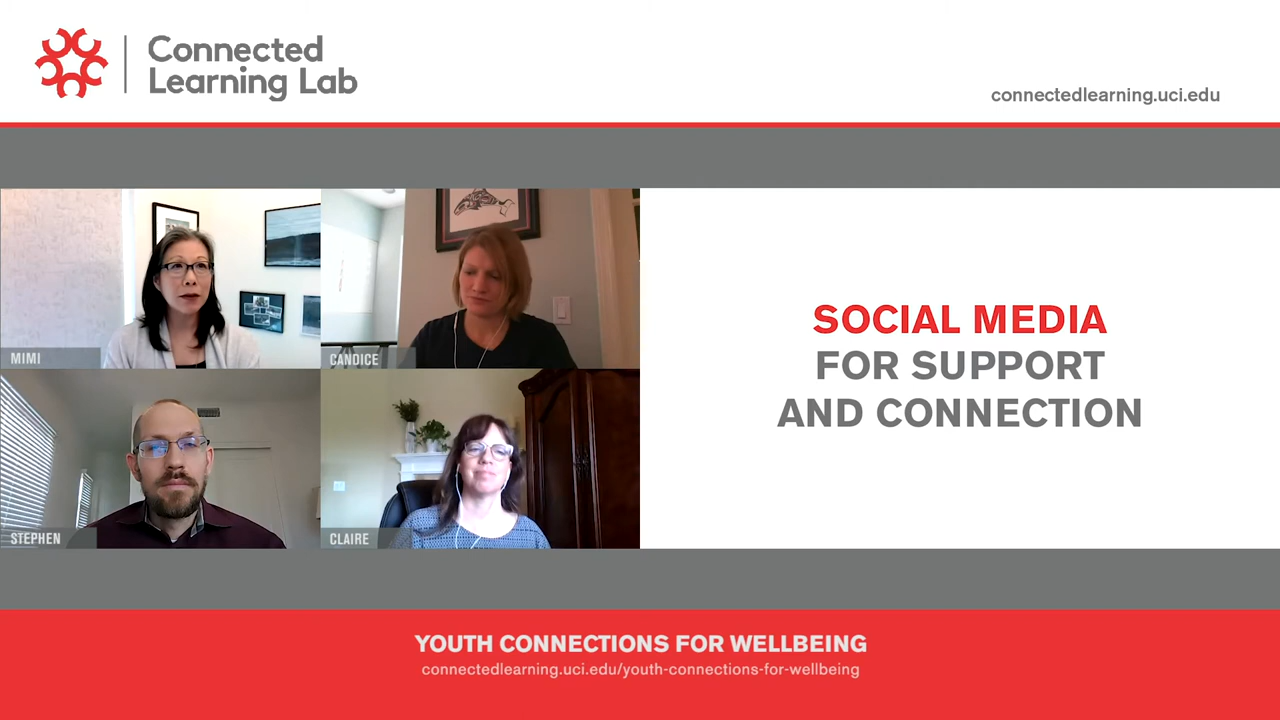 Connected
Learning Lab
connectedlearning.uci.edu
MIMI
CANDICE
STEPHEN
CLAIRE
SOCIAL MEDIA
FOR SUPPORT
AND CONNECTION
YOUTH CONNECTIONS FOR WELLBEING
connectedlearning.uci.edu/youth-connections-for-wellbeing